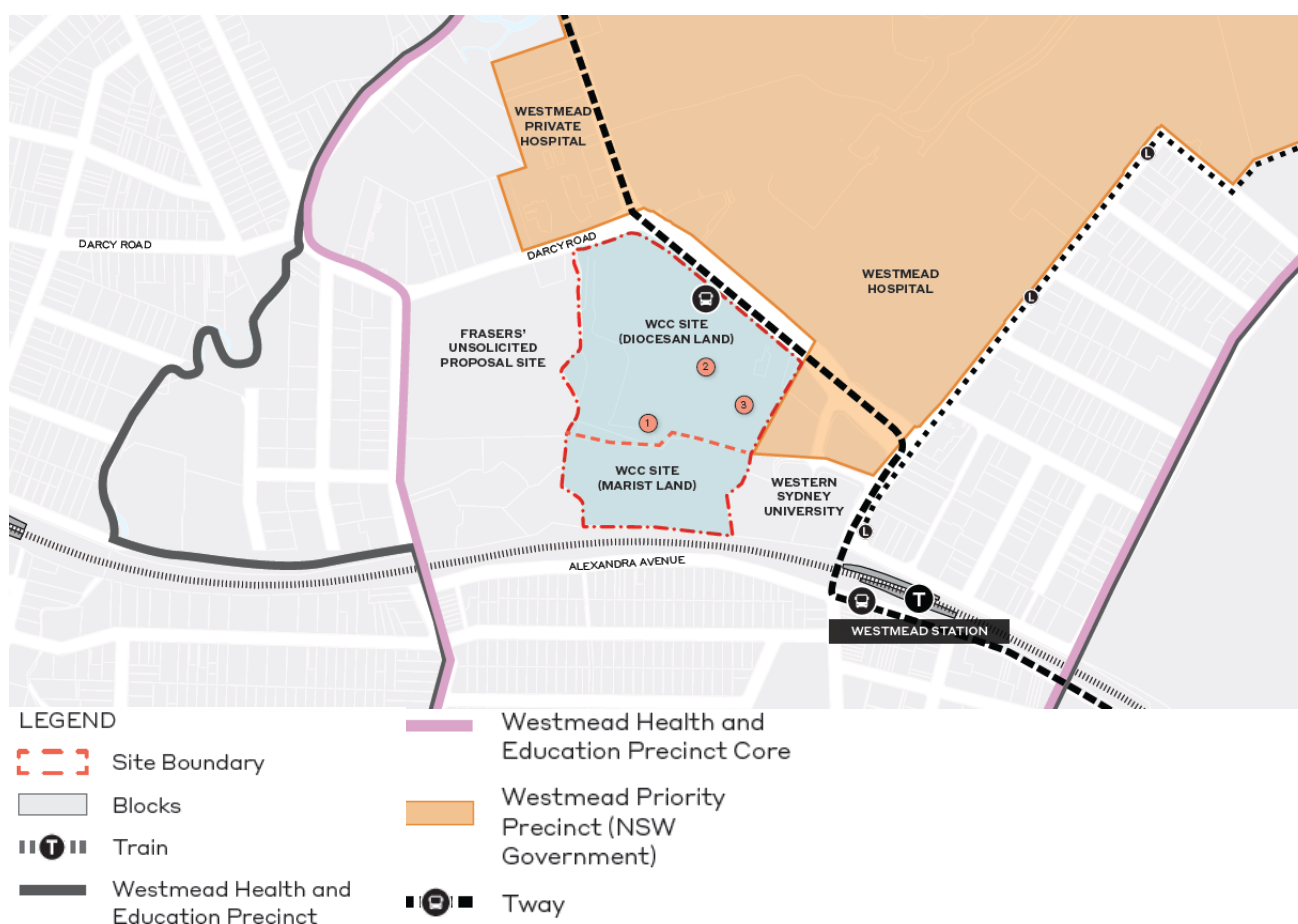 WESTMEAD
PRIVATE
HOSPITAL
DARCY ROAD
DARCY ROAD
WESTMEAD
HOSPITAL
L
L
FRASERS'
UNSOLICITED
PROPOSAL SITE
WCC SITE
(DIOCESAN LAND)
2
3
1
WCC SITE
(MARIST LAND)
WESTERN
SYDNEY
UNIVERSITY
L
ALEXANDRA AVENUE
T
WESTMEAD STATION
LEGEND
Site Boundary
Blocks
T Train
Westmead Health and
Education Precinct
Westmead Health and
Education Precinct Core
Westmead Priority
Precinct (NSW
Government)
Tway